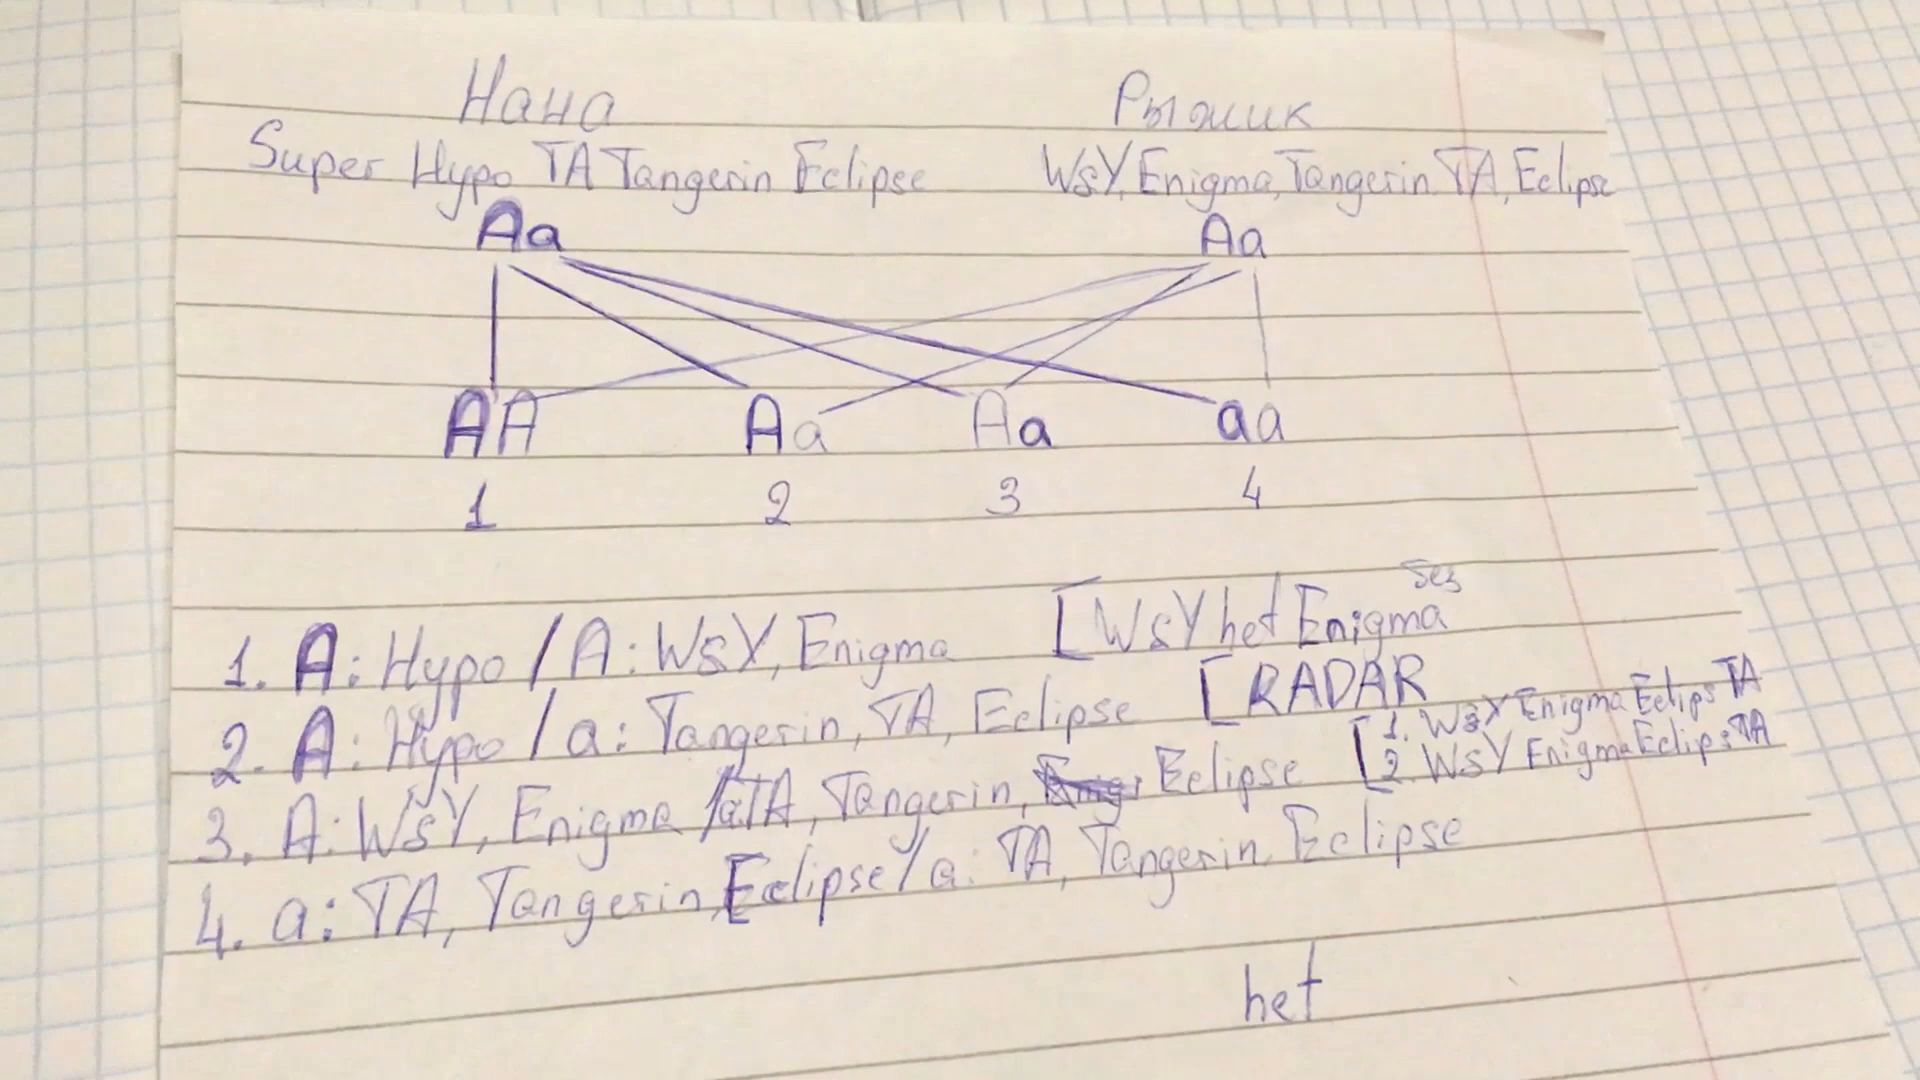 Нана Рыжик
Super Hypo TA Tangerin Eclipse WsY, Enigma, Tangerin TA, Eclipse
Aa Aa
AA Aa Aa aa
1 2 3 4
без
1. A: Hypo / A: WsY, Enigma [WsY het Enigma
2. A: Hypo / a: Tangerin, TA, Eclipse [RADAR
3. A: WsY, Enigma /a:TA, Tangerin, Eclipse [1. WsY Enigma Eclips TA
2. WsY Enigma Eclips TA
4. a: TA, Tangerin, Eclipse / a: TA, Tangerin, Eclipse
het